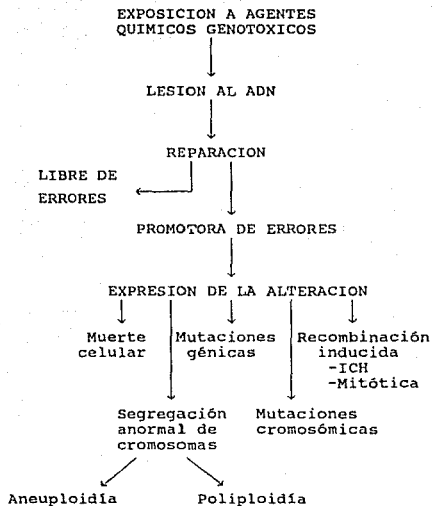 EXPOSICION A AGENTES
QUIMICOS GENOTOXICOS
LESION AL ADN
REPARACION
LIBRE DE
ERRORES
PROMOTORA DE ERRORES
EXPRESION DE LA ALTERACION
Muerte
celular
Mutaciones
génicas
Recombinación
inducida
-ICH
-Mitótica
Segregación
anormal de
cromosomas
Mutaciones
cromosómicas
Aneuploidía
Poliploidía